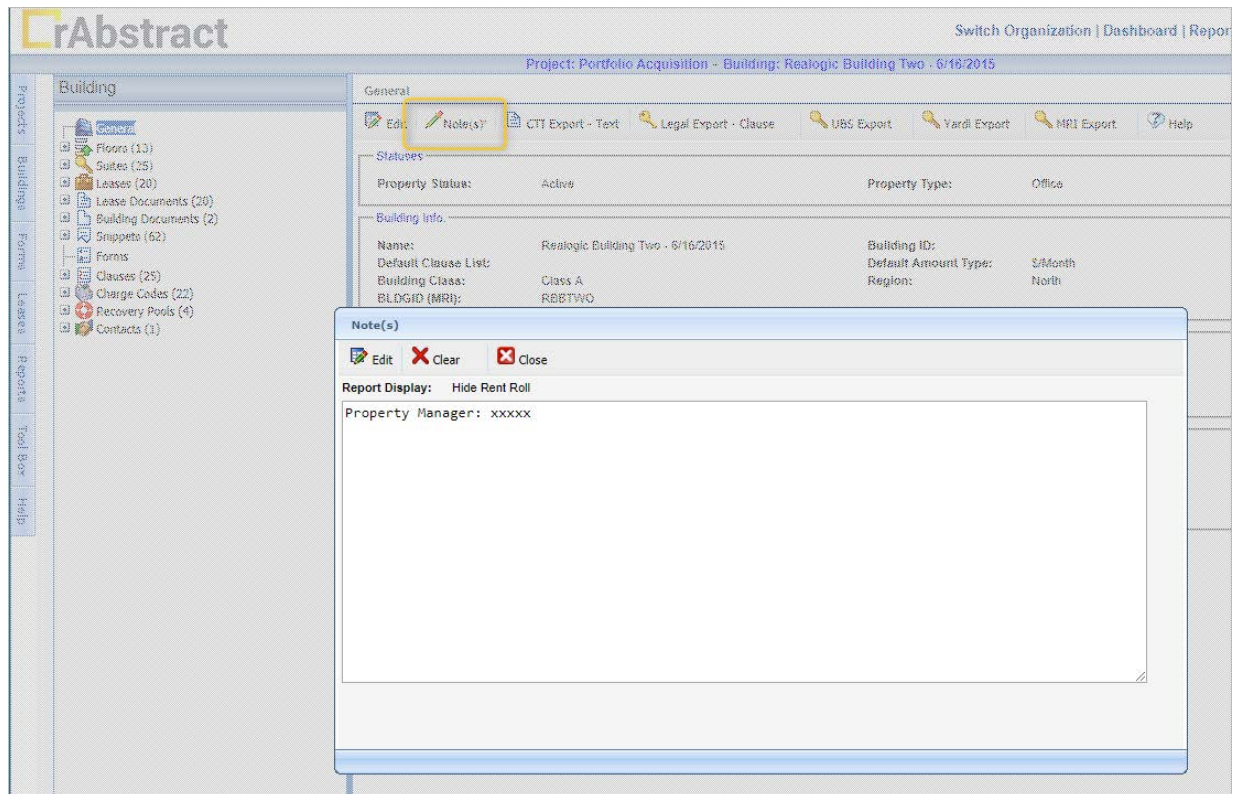 rAbstract
Switch Organization | Dashboard | Repor
Project: Portfolio Acquisition - Building: Realogic Building Two - 6/16/2015
Projects
Buildings
Forms
Leases
Reports
Tool Box
Help
Building
General
Floors (13)
Suites (25)
Leases (20)
Lease Documents (20)
Building Documents (2)
Snippets (62)
Forms
Clauses (25)
Charge Codes (22)
Recovery Pools (4)
Contacts (1)
General
Edit Note(s)* CTI Export - Text Legal Export - Clause UBS Export Yardi Export MRI Export Help
Statuses
Property Status: Active Property Type: Office
Building Info.
Name: Realogic Building Two - 6/16/2015 Building ID:
Default Clause List: Default Amount Type: $/Month
Building Class: Class A Region: North
BLDGID (MRI): RBBTWO
Note(s)
Edit Clear Close
Report Display: Hide Rent Roll
Property Manager: xxxxx